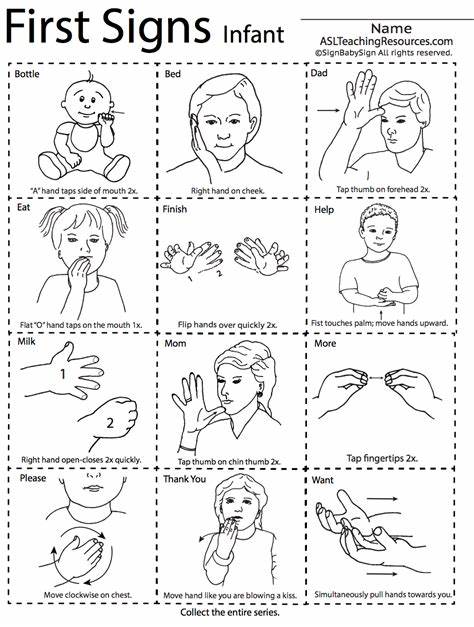 First Signs Infant
Name
ASLTeachingResources.com
©SignBabySign All rights reserved.
Bottle
"A" hand taps side of mouth 2x.
Bed
Right hand on cheek.
Dad
Tap thumb on forehead 2x.
Eat
Flat "O" hand taps on the mouth 1x.
Finish
Flip hands over quickly 2x.
Help
Fist touches palm; move hands upward.
Milk
1
2
Right hand open-closes 2x quickly.
Mom
Tap thumb on chin thumb 2x.
More
Tap fingertips 2x.
Please
Move clockwise on chest.
Thank You
Move hand like you are blowing a kiss.
Want
Simultaneously pull hands towards you.
Collect the entire series.